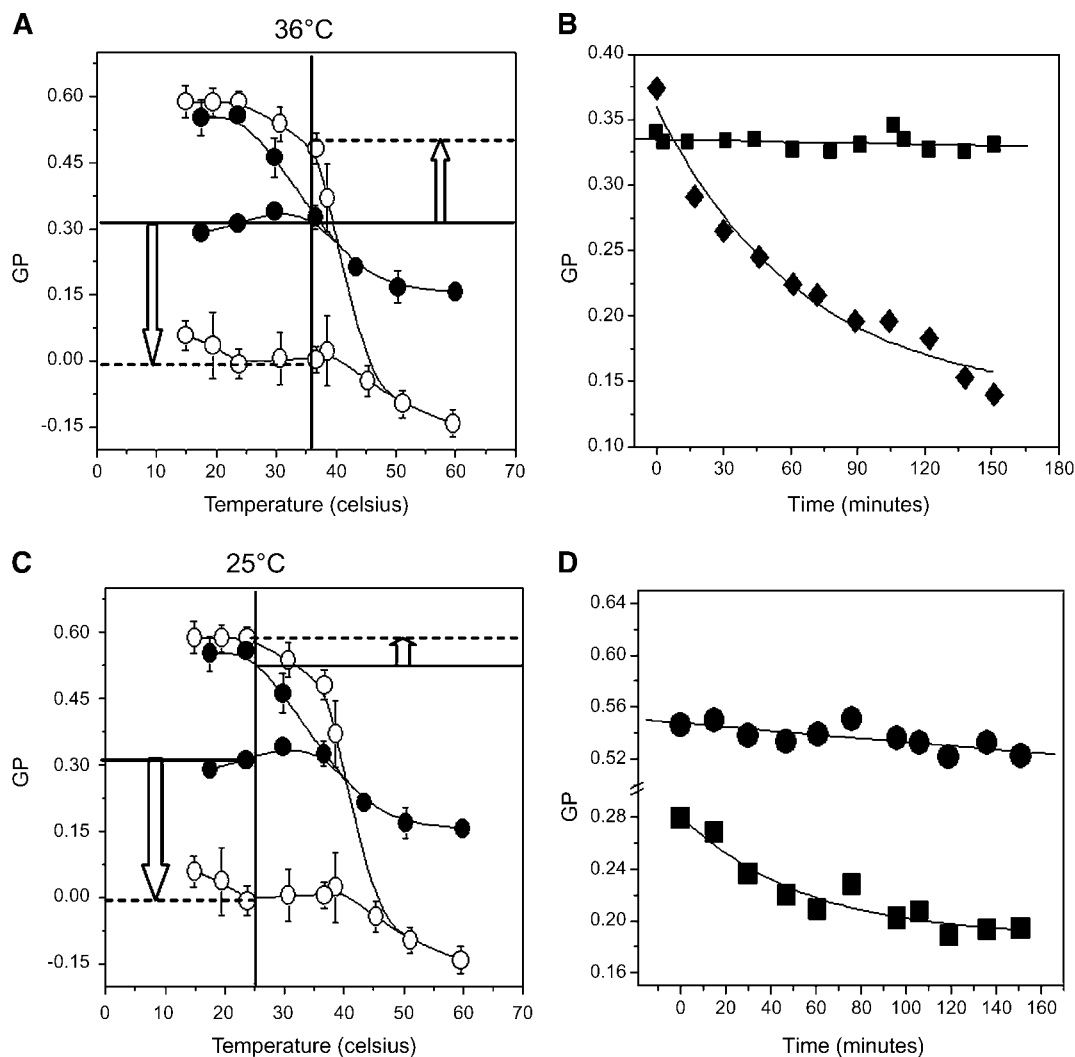 A
36°C
0.60
0.45
0.30
0.15
0.00
-0.15
GP
0 10 20 30 40 50 60 70
Temperature (celsius)
B
0.40
0.35
0.30
0.25
0.20
0.15
0.10
GP
0 30 60 90 120 150 180
Time (minutes)
C
25°C
0.60
0.45
0.30
0.15
0.00
-0.15
GP
0 10 20 30 40 50 60 70
Temperature (celsius)
D
0.64
0.60
0.56
0.52
0.28
0.24
0.20
0.16
GP
0 20 40 60 80 100 120 140 160
Time (minutes)